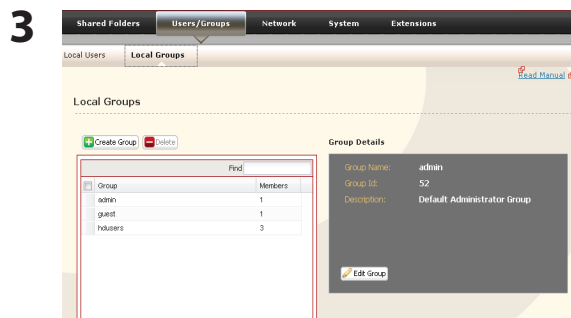 3
Shared Folders Users/Groups Network System Extensions
Local Users Local Groups
Read Manual
Local Groups
Create Group Delete
Find
Group Members
admin 1
guest 1
hdusers 3
Group Details
Group Name: admin
Group Id: 52
Description: Default Administrator Group
Edit Group